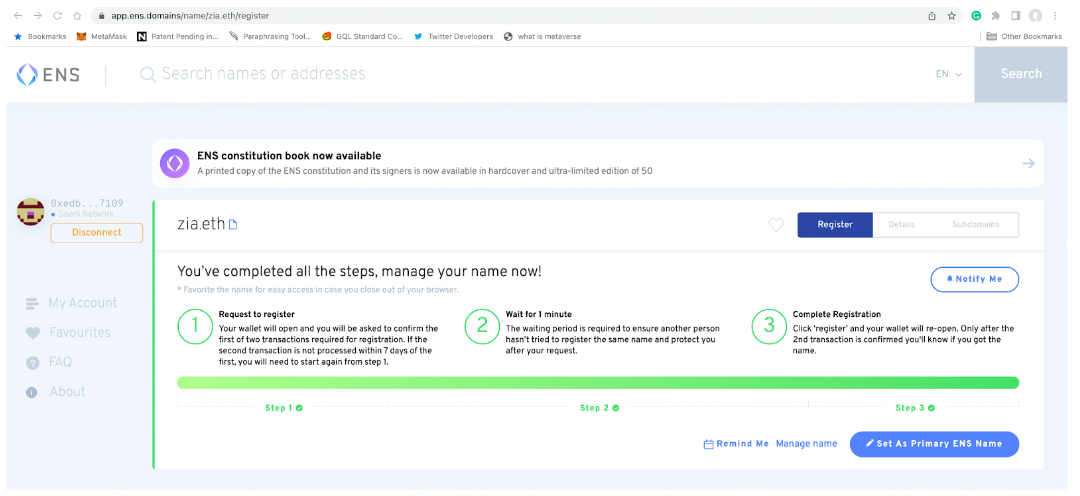 app.ens.domains/name/zia.eth/register
Bookmarks MetaMask Patent Pending in... Paraphrasing Tool... GQL Standard Co... Twitter Developers what is metaverse Other Bookmarks
ENS Search names or addresses EN Search
ENS constitution book now available
A printed copy of the ENS constitution and its signers is now available in hardcover and ultra-limited edition of 50
0xedb...7109
Goerli Network
Disconnect
My Account
Favourites
FAQ
About
zia.eth Register Details Subdomains
You've completed all the steps, manage your name now!
* Favorite the name for easy access in case you close out of your browser.
Notify Me
1 Request to register
Your wallet will open and you will be asked to confirm the
first of two transactions required for registration. If the
second transaction is not processed within 7 days of the
first, you will need to start again from step 1.
2 Wait for 1 minute
The waiting period is required to ensure another person
hasn't tried to register the same name and protect you
after your request.
3 Complete Registration
Click 'register' and your wallet will re-open. Only after the
2nd transaction is confirmed you'll know if you got the
name.
Step 1 Step 2 Step 3
Remind Me Manage name Set As Primary ENS Name